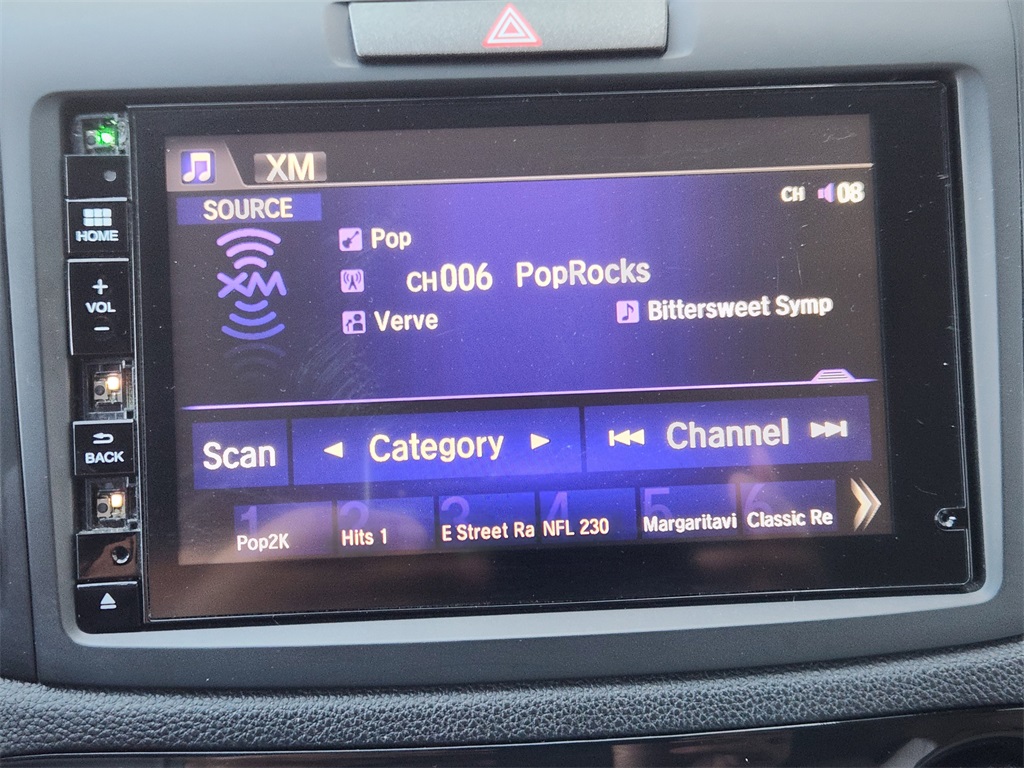 XM
SOURCE
CH 08
HOME
XM
Pop
CH006 PopRocks
Verve
Bittersweet Symp
+
VOL
−
BACK
Scan
Category
Channel
1 Pop2K
2 Hits 1
3 E Street Ra
4 NFL 230
5 Margaritavi
6 Classic Re